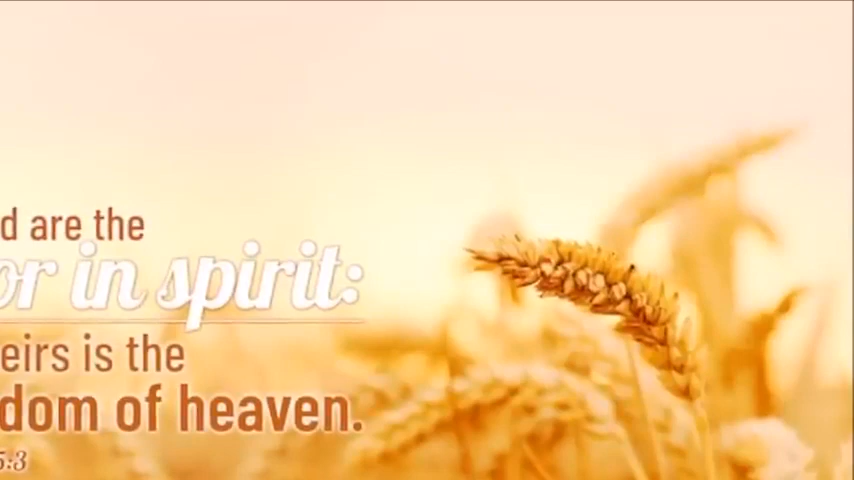 d are the
or in spirit:
eirs is the
dom of heaven.
5:3